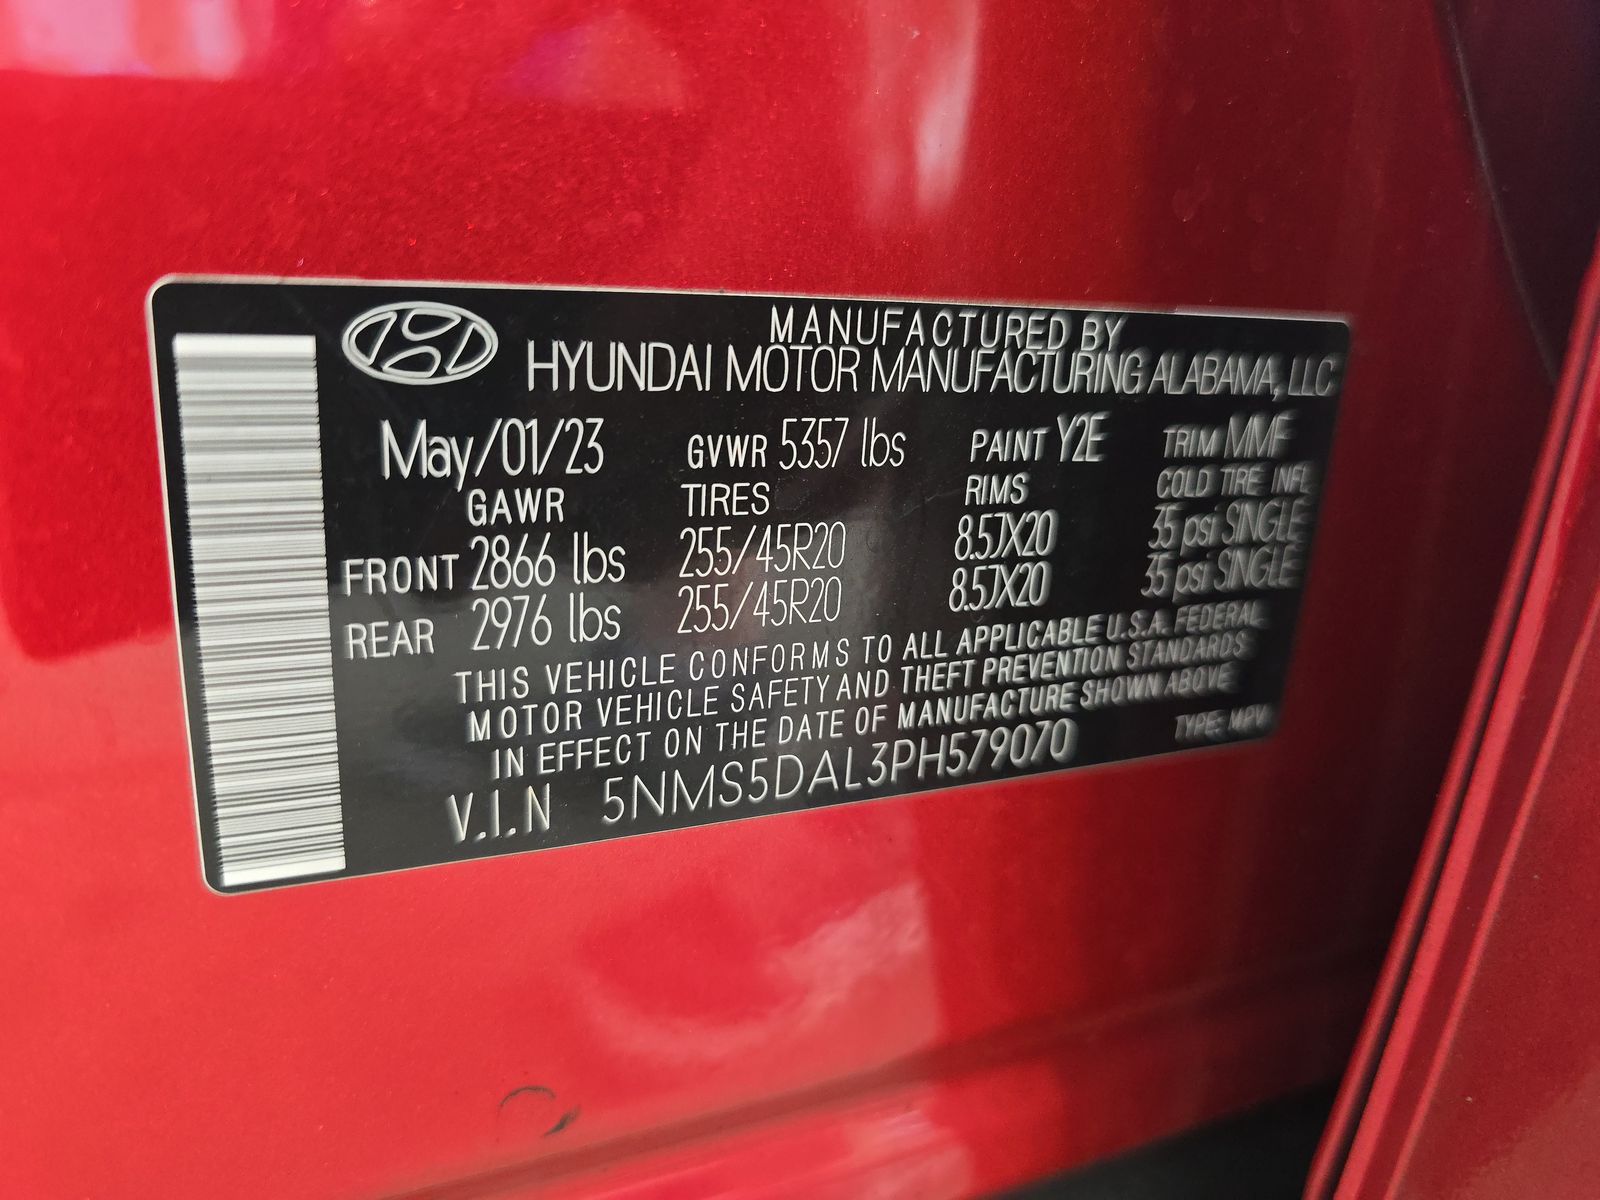 MANUFACTURED BY
HYUNDAI MOTOR MANUFACTURING ALABAMA, LLC
May/01/23 GVWR 5357 lbs PAINT Y2E TRIM MMF
GAWR TIRES RIMS COLD TIRE INFL
FRONT 2866 lbs 255/45R20 8.5JX20 35 psi SINGLE
REAR 2976 lbs 255/45R20 8.5JX20 35 psi SINGLE
THIS VEHICLE CONFORMS TO ALL APPLICABLE U.S.A. FEDERAL
MOTOR VEHICLE SAFETY AND THEFT PREVENTION STANDARDS
IN EFFECT ON THE DATE OF MANUFACTURE SHOWN ABOVE
V.I.N 5NMS5DAL3PH579070 TYPE: MPV